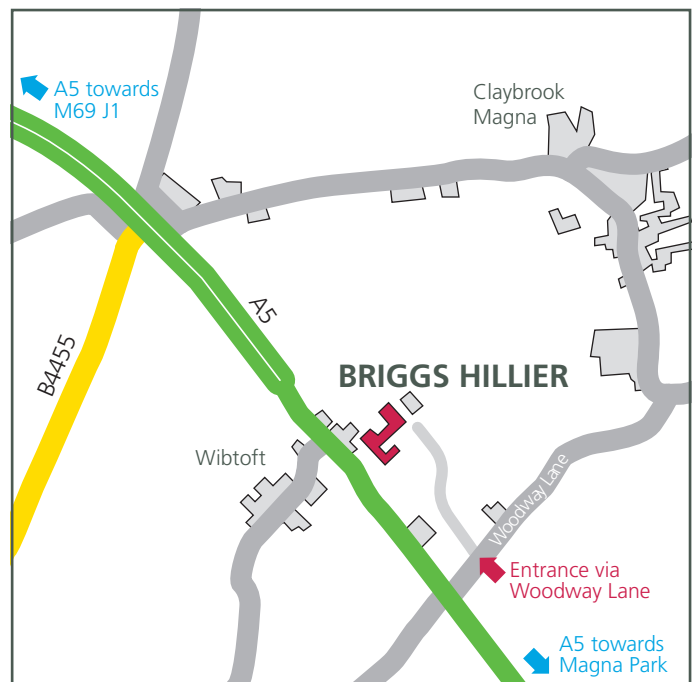 A5 towards
M69 J1
Claybrook
Magna
A5
B4455
BRIGGS HILLIER
Wibtoft
Woodway Lane
Entrance via
Woodway Lane
A5 towards
Magna Park